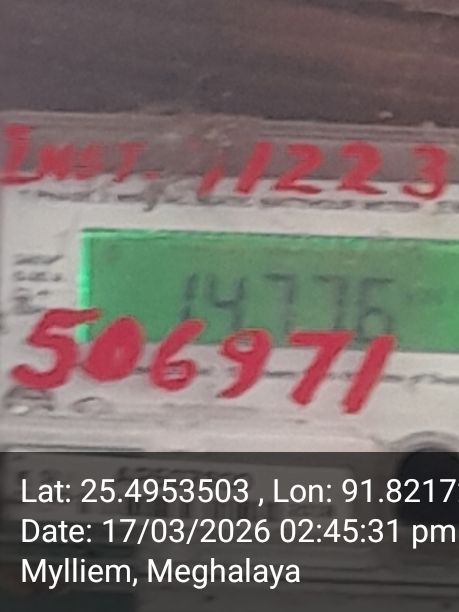 INST. 11223
14776
506971
Lat: 25.4953503 , Lon: 91.8217
Date: 17/03/2026 02:45:31 pm
Mylliem, Meghalaya